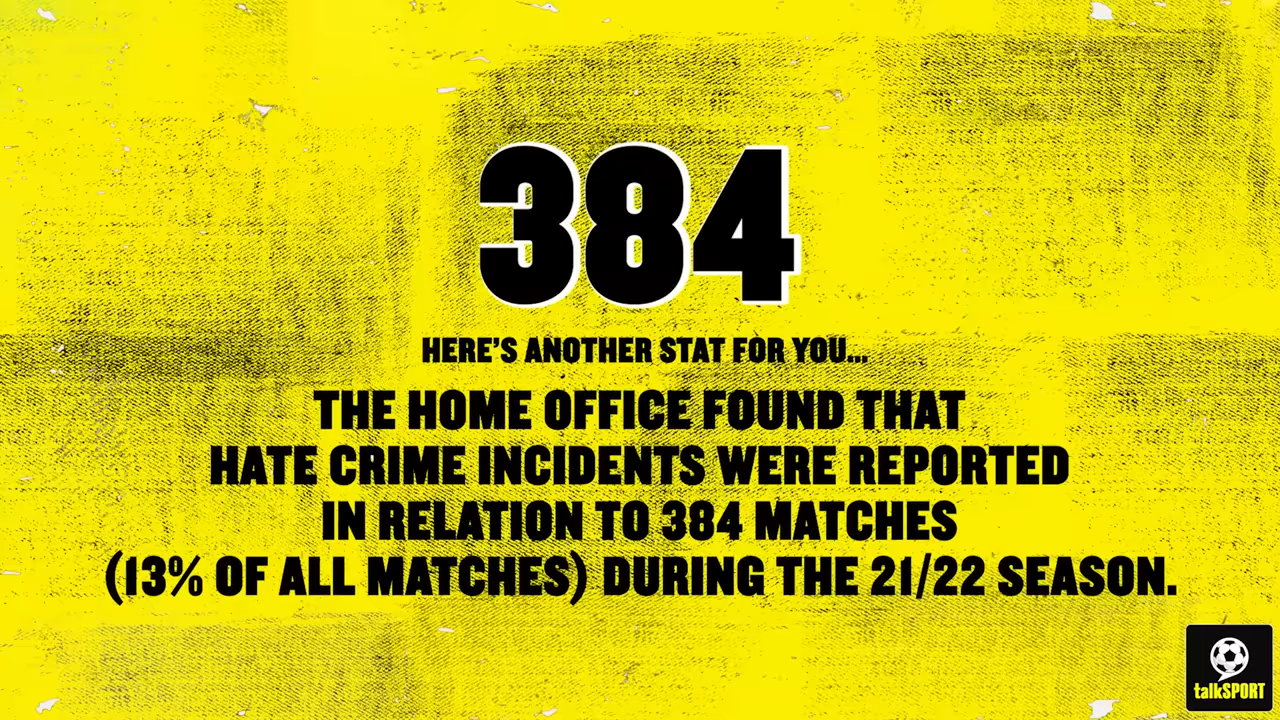 384
HERE'S ANOTHER STAT FOR YOU...
THE HOME OFFICE FOUND THAT
HATE CRIME INCIDENTS WERE REPORTED
IN RELATION TO 384 MATCHES
(13% OF ALL MATCHES) DURING THE 21/22 SEASON.
talkSPORT